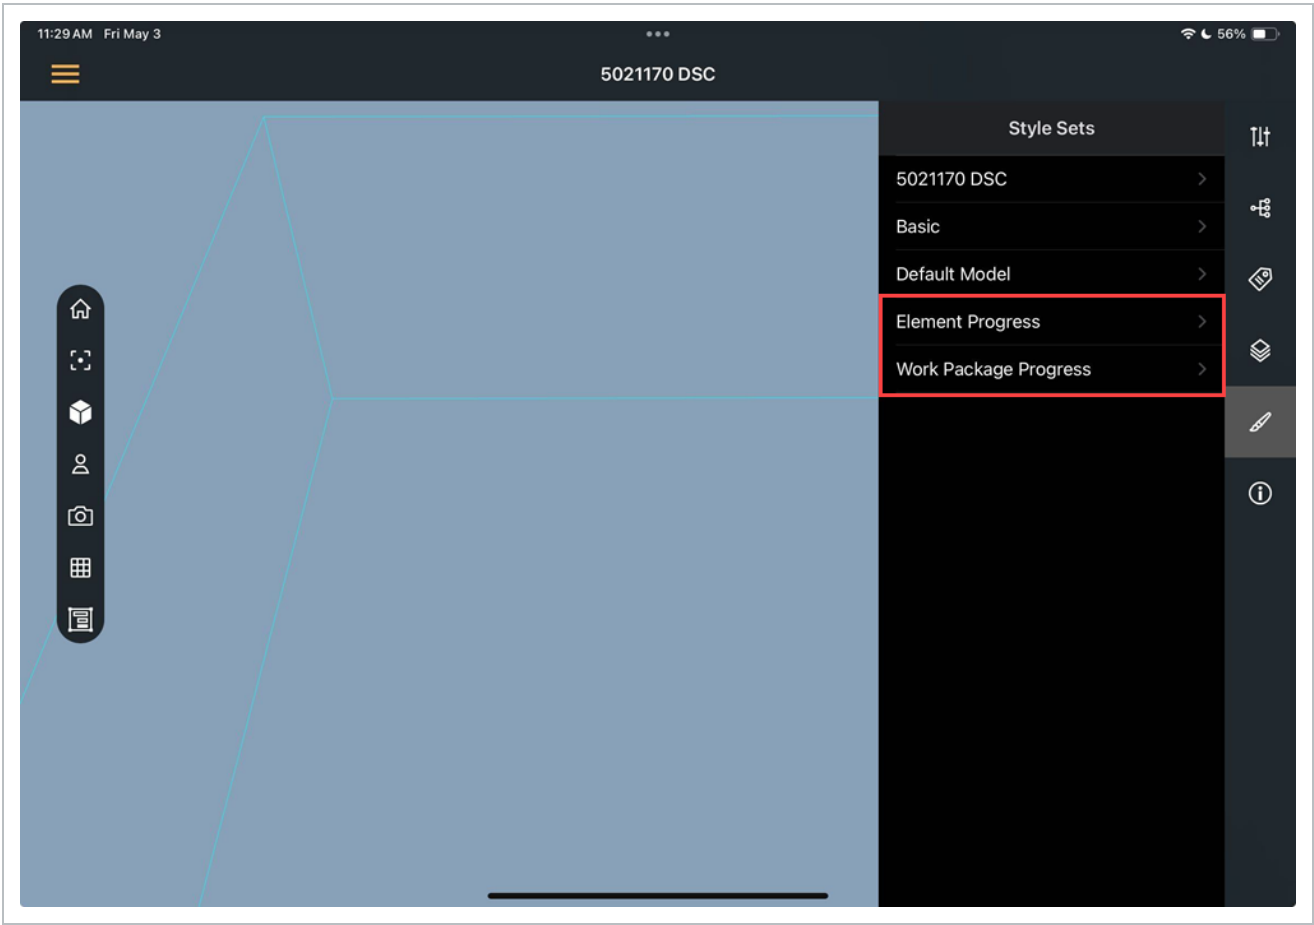 11:29 AM Fri May 3
56%
5021170 DSC
Style Sets
5021170 DSC
Basic
Default Model
Element Progress
Work Package Progress